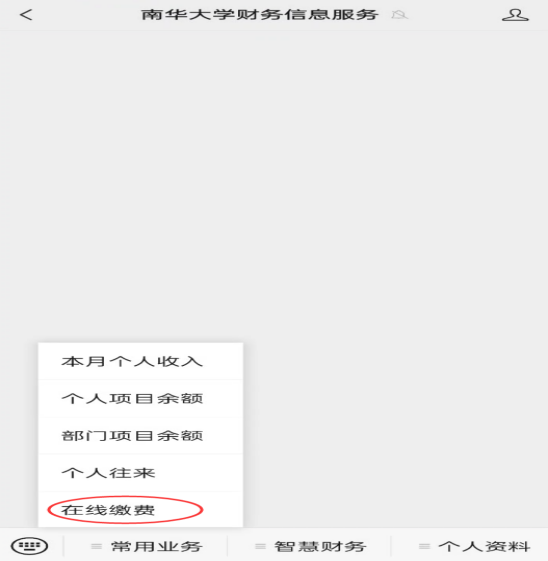 南华大学财务信息服务
本月个人收入
个人项目余额
部门项目余额
个人往来
在线缴费
常用业务 智慧财务 个人资料